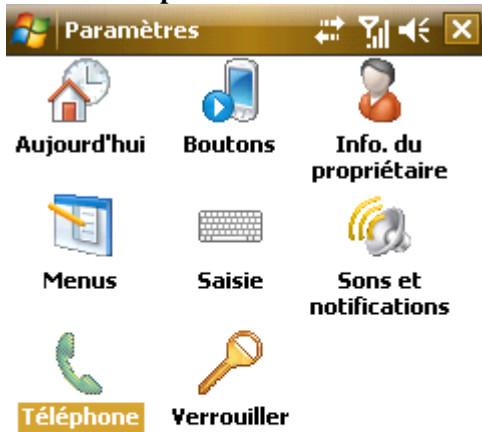 Paramètres
Aujourd'hui
Boutons
Info. du
propriétaire
Menus
Saisie
Sons et
notifications
Téléphone
Verrouiller